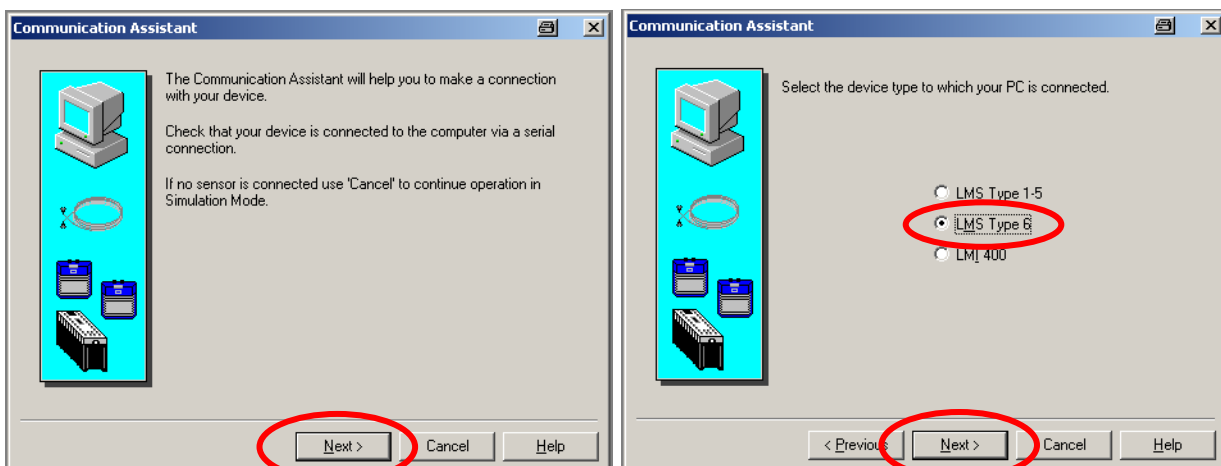 Communication Assistant
The Communication Assistant will help you to make a connection
with your device.
Check that your device is connected to the computer via a serial
connection.
If no sensor is connected use 'Cancel' to continue operation in
Simulation Mode.
Next >
Cancel
Help
Communication Assistant
Select the device type to which your PC is connected.
LMS Type 1-5
LMS Type 6
LMI 400
< Previous
Next >
Cancel
Help